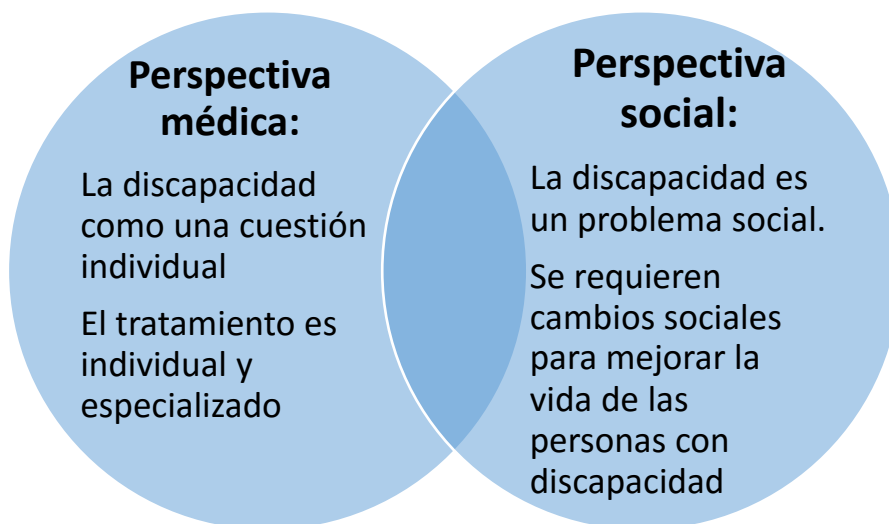 Perspectiva
médica:
La discapacidad
como una cuestión
individual
El tratamiento es
individual y
especializado
Perspectiva
social:
La discapacidad es
un problema social.
Se requieren
cambios sociales
para mejorar la
vida de las
personas con
discapacidad